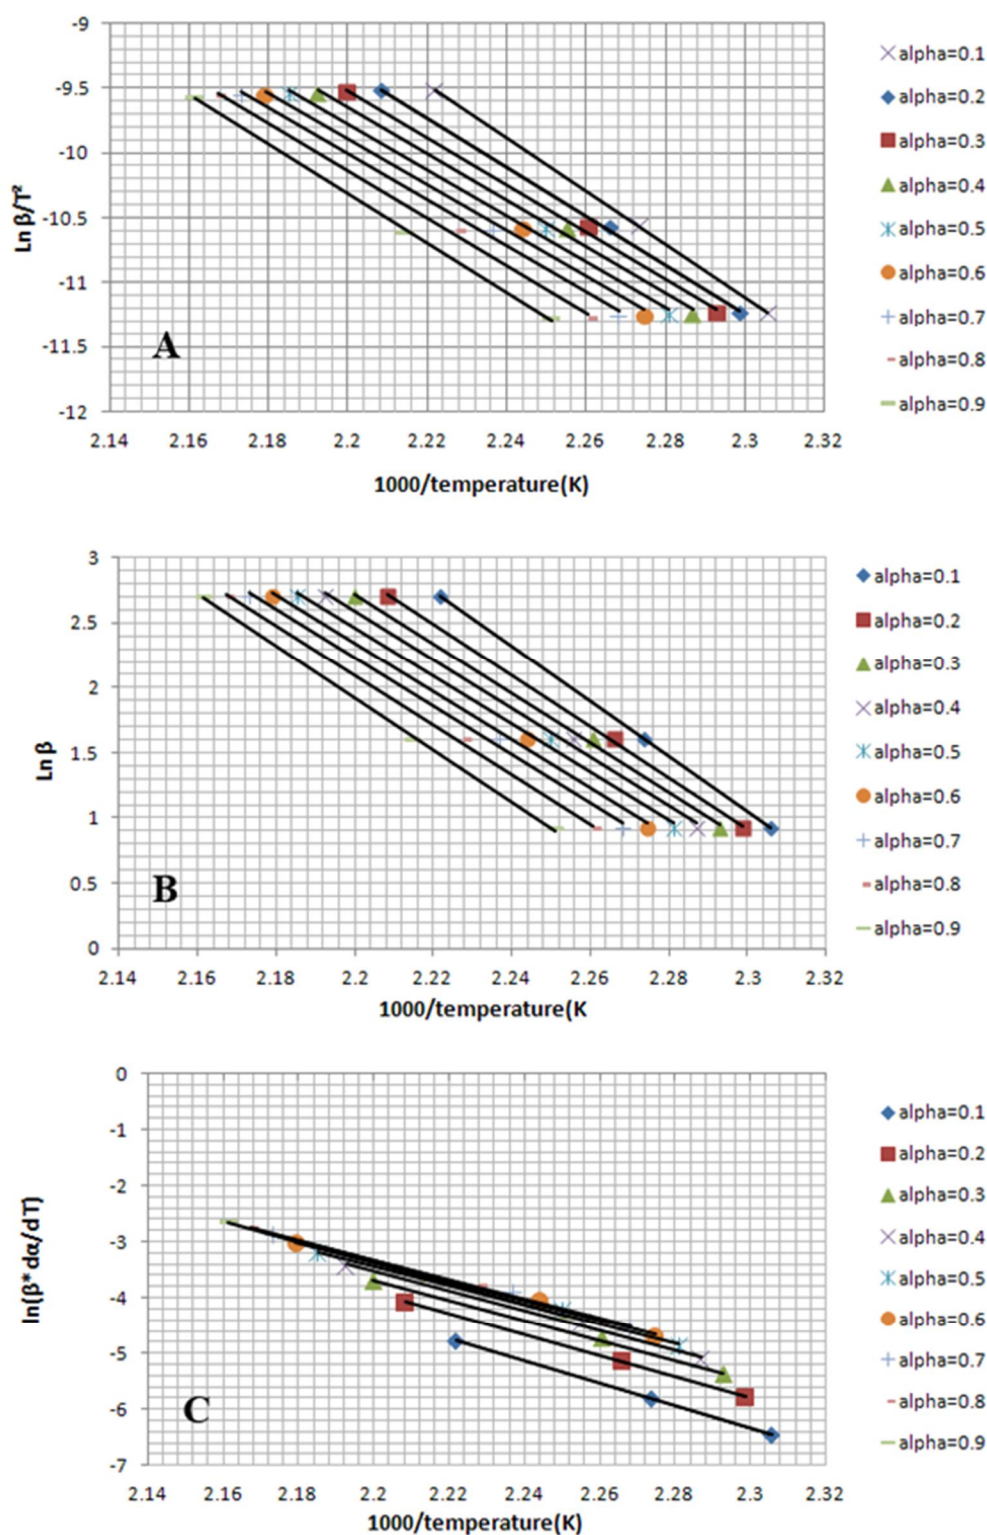 -9
-9.5
-10
-10.5
-11
-11.5
-12
Ln β/T²
A
2.14 2.16 2.18 2.2 2.22 2.24 2.26 2.28 2.3 2.32
1000/temperature(K)
alpha=0.1
alpha=0.2
alpha=0.3
alpha=0.4
alpha=0.5
alpha=0.6
alpha=0.7
alpha=0.8
alpha=0.9
3
2.5
2
1.5
1
0.5
0
Ln β
B
2.14 2.16 2.18 2.2 2.22 2.24 2.26 2.28 2.3 2.32
1000/temperature(K
alpha=0.1
alpha=0.2
alpha=0.3
alpha=0.4
alpha=0.5
alpha=0.6
alpha=0.7
alpha=0.8
alpha=0.9
0
-1
-2
-3
-4
-5
-6
-7
ln(β* dα/dT)
C
2.14 2.16 2.18 2.2 2.22 2.24 2.26 2.28 2.3 2.32
1000/temperature(K)
alpha=0.1
alpha=0.2
alpha=0.3
alpha=0.4
alpha=0.5
alpha=0.6
alpha=0.7
alpha=0.8
alpha=0.9